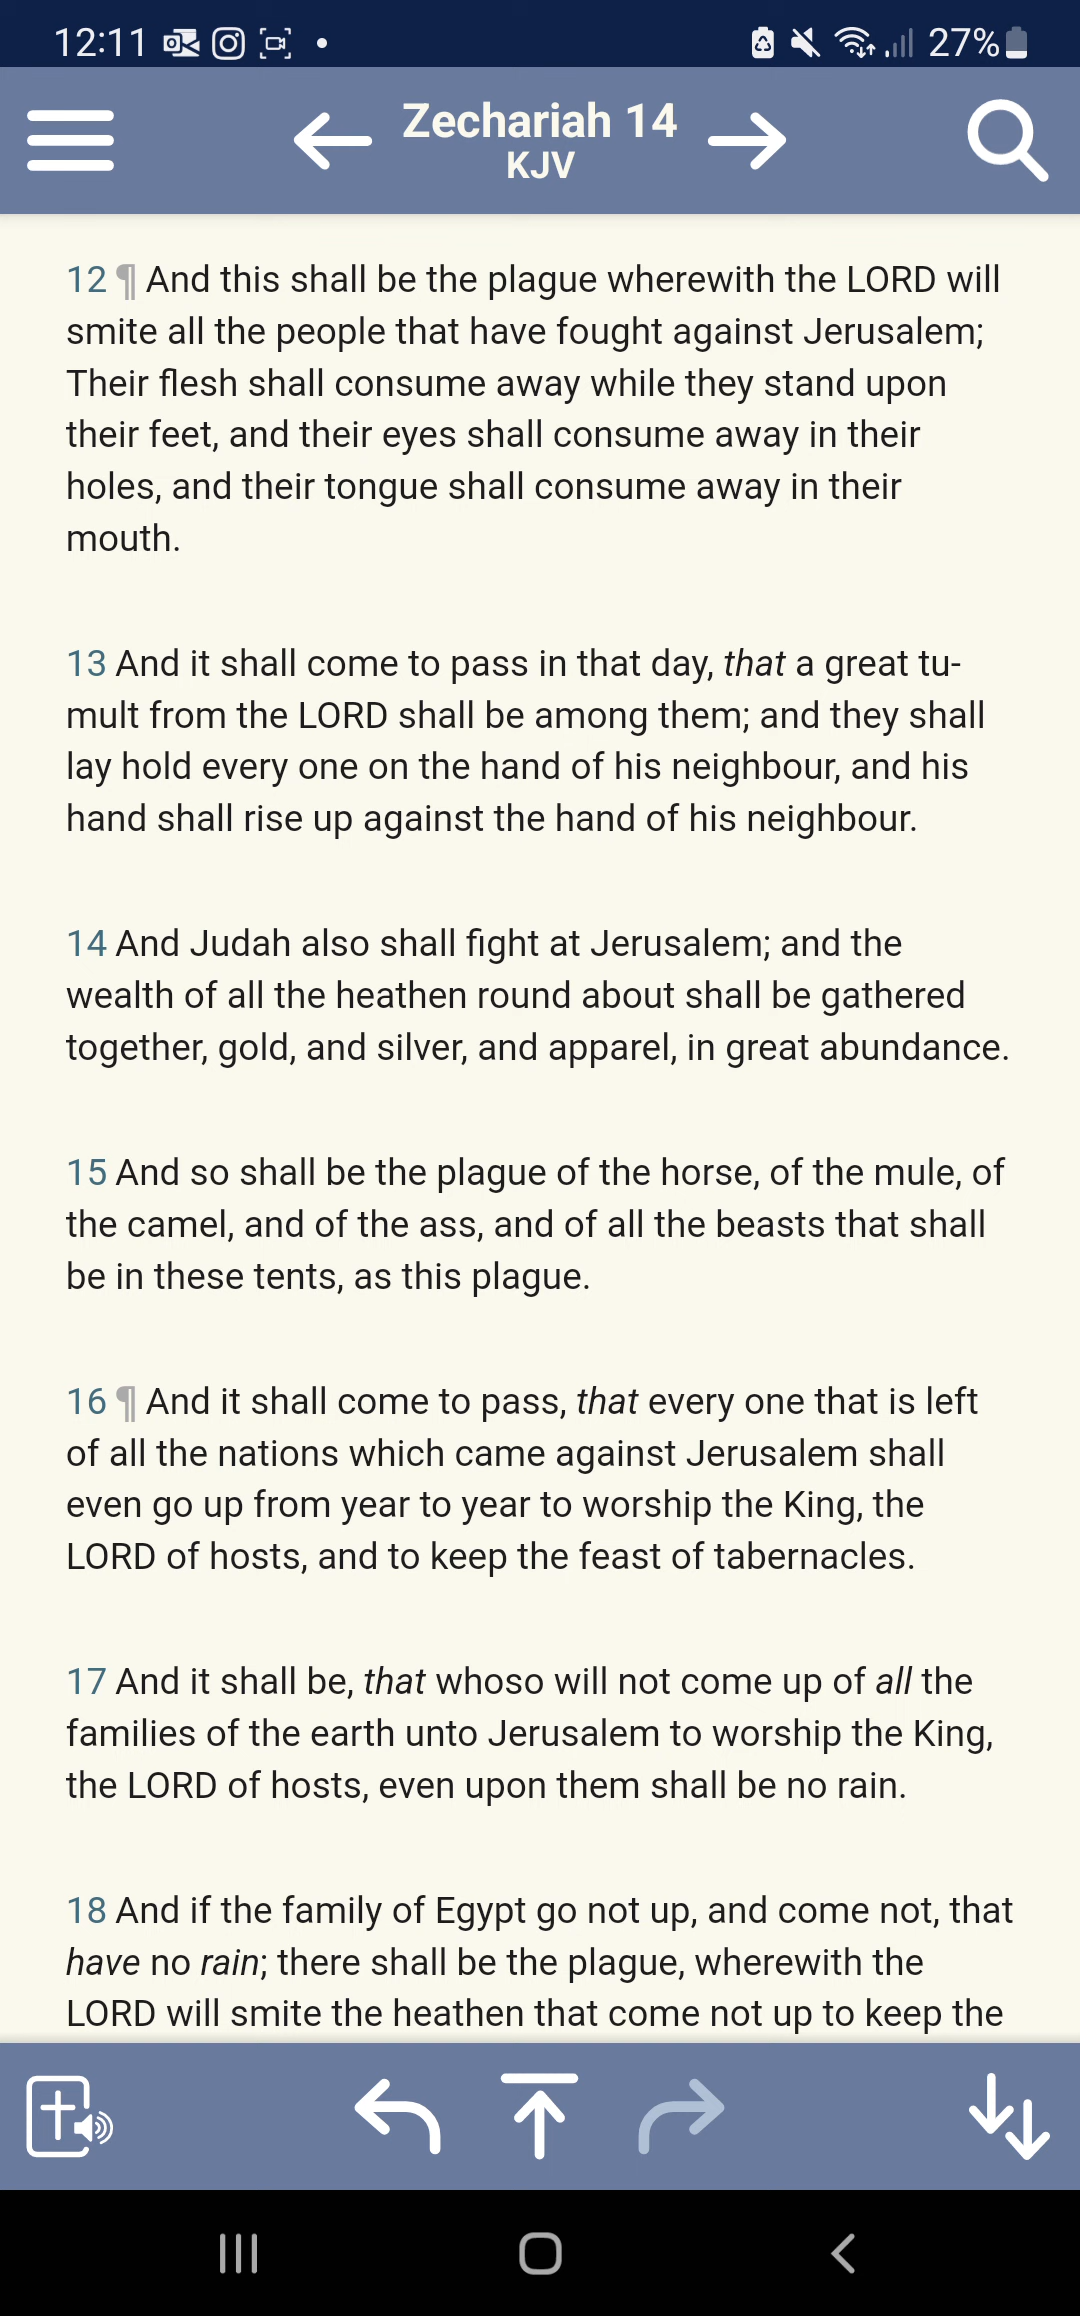 12:11
27%
Zechariah 14
KJV
12 ¶ And this shall be the plague wherewith the LORD will
smite all the people that have fought against Jerusalem;
Their flesh shall consume away while they stand upon
their feet, and their eyes shall consume away in their
holes, and their tongue shall consume away in their
mouth.
13 And it shall come to pass in that day, that a great tu-
mult from the LORD shall be among them; and they shall
lay hold every one on the hand of his neighbour, and his
hand shall rise up against the hand of his neighbour.
14 And Judah also shall fight at Jerusalem; and the
wealth of all the heathen round about shall be gathered
together, gold, and silver, and apparel, in great abundance.
15 And so shall be the plague of the horse, of the mule, of
the camel, and of the ass, and of all the beasts that shall
be in these tents, as this plague.
16 ¶ And it shall come to pass, that every one that is left
of all the nations which came against Jerusalem shall
even go up from year to year to worship the King, the
LORD of hosts, and to keep the feast of tabernacles.
17 And it shall be, that whoso will not come up of all the
families of the earth unto Jerusalem to worship the King,
the LORD of hosts, even upon them shall be no rain.
18 And if the family of Egypt go not up, and come not, that
have no rain; there shall be the plague, wherewith the
LORD will smite the heathen that come not up to keep the